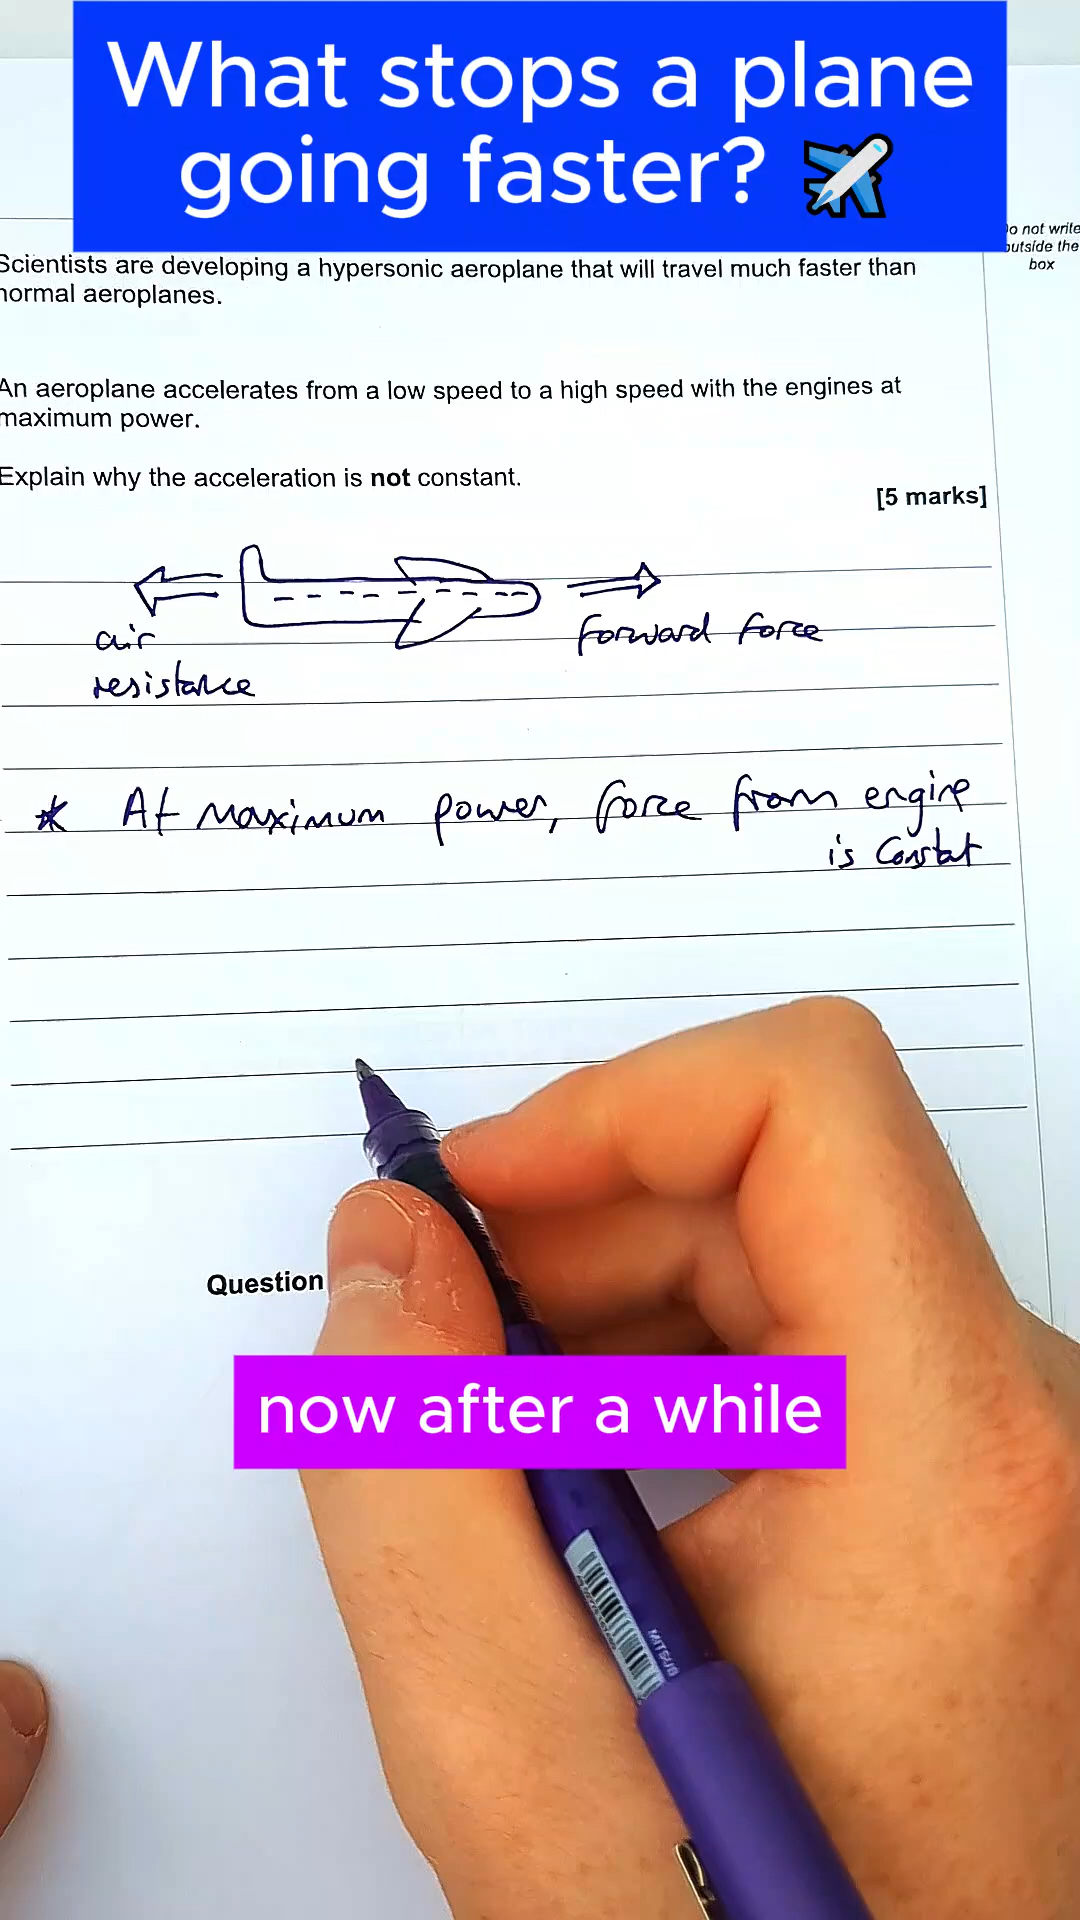 What stops a plane
going faster?
o not write
outside the
box
Scientists are developing a hypersonic aeroplane that will travel much faster than
normal aeroplanes.
An aeroplane accelerates from a low speed to a high speed with the engines at
maximum power.
Explain why the acceleration is not constant.
[5 marks]
air
resistance
forward force
* At maximum power, force from engine
is constat
Question
now after a while
MITSUB